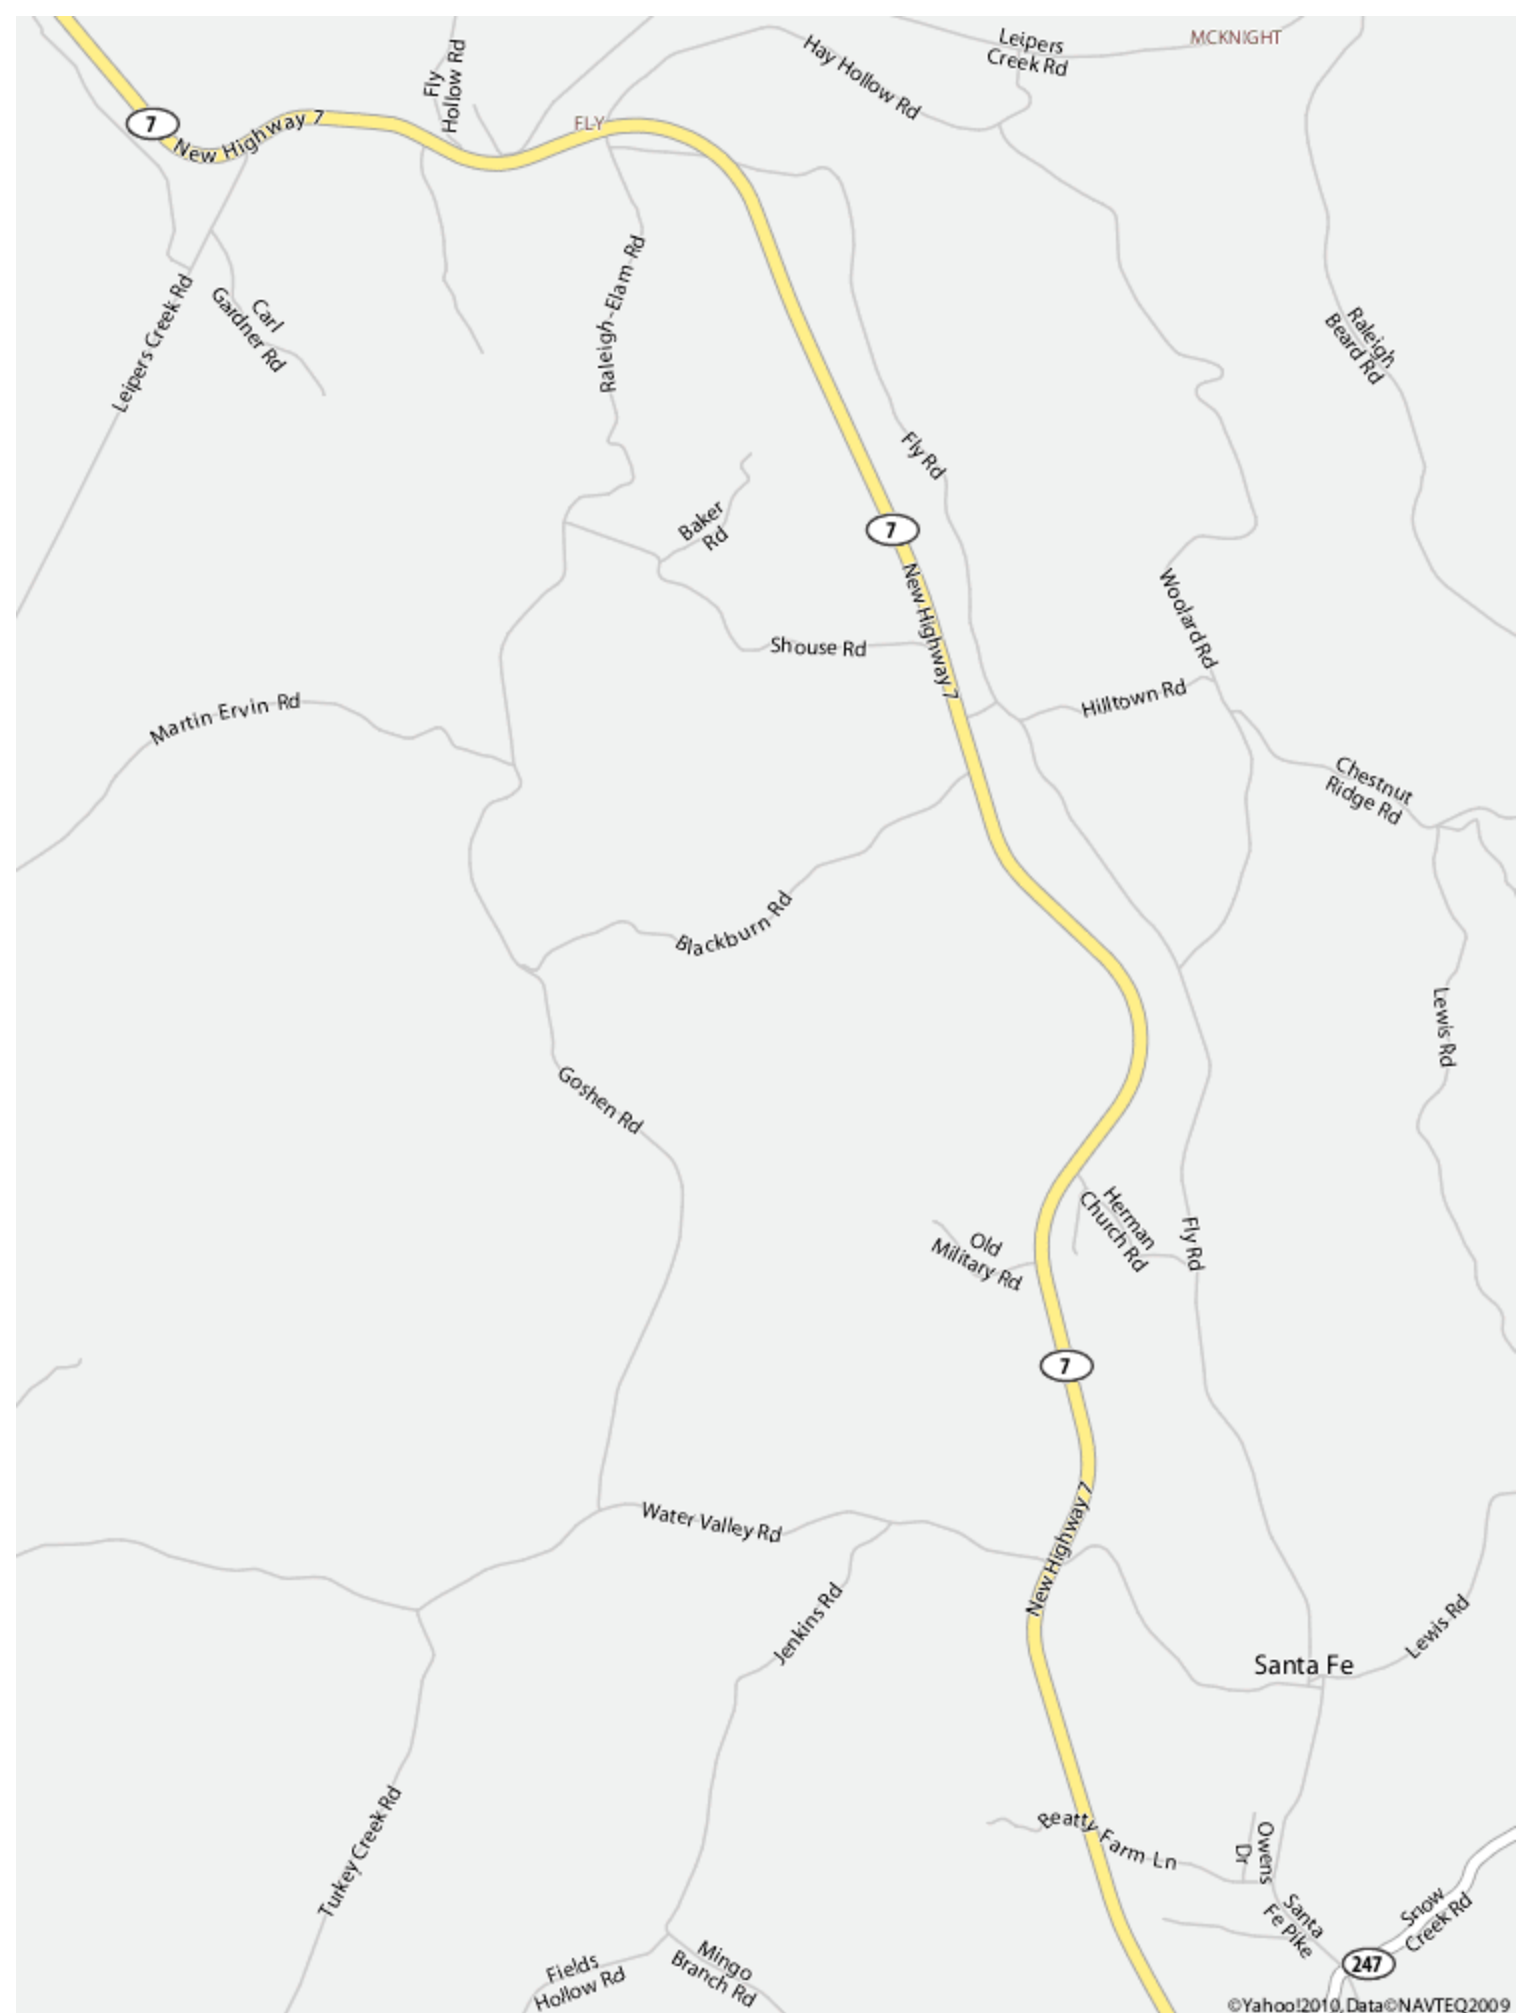 Leipers
Creek Rd
MCKNIGHT
Fly
Hollow Rd
Hay Hollow Rd
7
New Highway 7
FLY
Raleigh-Elam-Rd
Leipers Creek Rd
Carl
Gardner Rd
Raleigh
Beard Rd
Fly Rd
Baker
Rd
7
New Highway 7
Woolard Rd
Shouse Rd
Hilltown Rd
Martin Ervin Rd
Chestnut
Ridge Rd
Blackburn Rd
Lewis Rd
Goshen Rd
Herman
Church Rd
Old
Military Rd
Fly Rd
7
New Highway 7
Water Valley Rd
Jenkins Rd
Santa Fe
Lewis Rd
Turkey Creek Rd
Beatty Farm Ln
Owens
Dr
Santa
Fe Pike
Snow
Creek Rd
247
Fields
Hollow Rd
Mingo
Branch Rd
©Yahoo!2010, Data©NAVTEQ2009